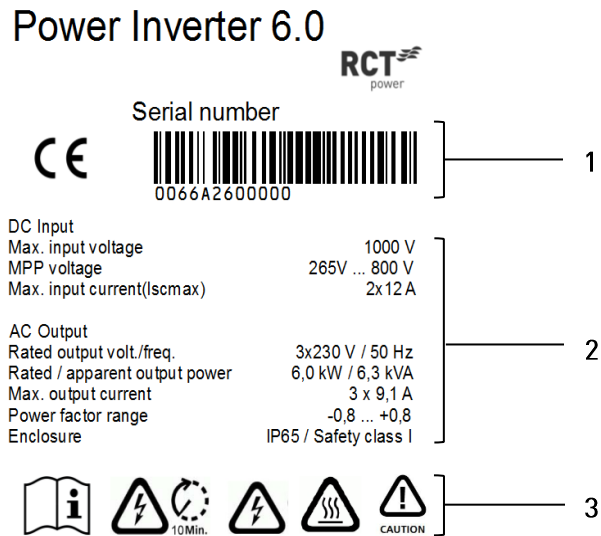 Power Inverter 6.0
RCT
power
Serial number
CE
1
0066A2600000
DC Input
Max. input voltage 1000 V
MPP voltage 265V ... 800 V
Max. input current(Iscmax) 2x12 A
AC Output
Rated output volt./freq. 3x230 V / 50 Hz
2
Rated / apparent output power 6,0 kW / 6,3 kVA
Max. output current 3 x 9,1 A
Power factor range -0,8 ... +0,8
Enclosure IP65 / Safety class I
i
!
3
10Min.
CAUTION